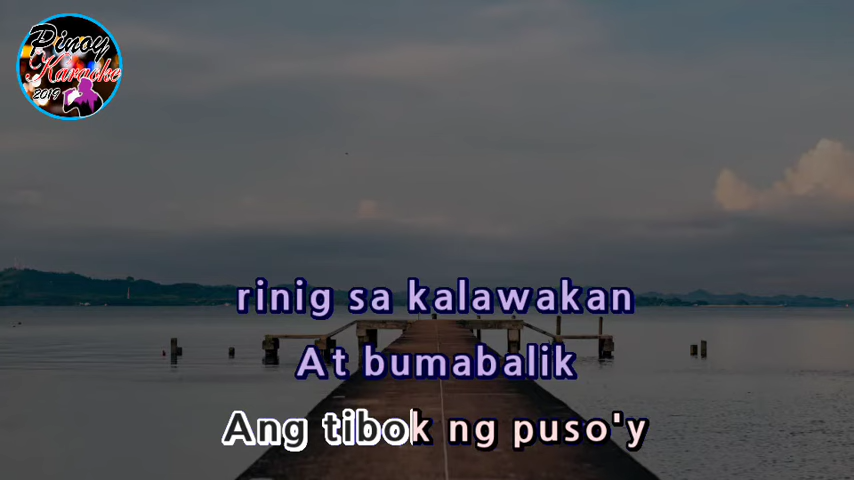 Pinoy
Karaoke
2019
rinig sa kalawakan
At bumabalik
Ang tibok ng puso'y